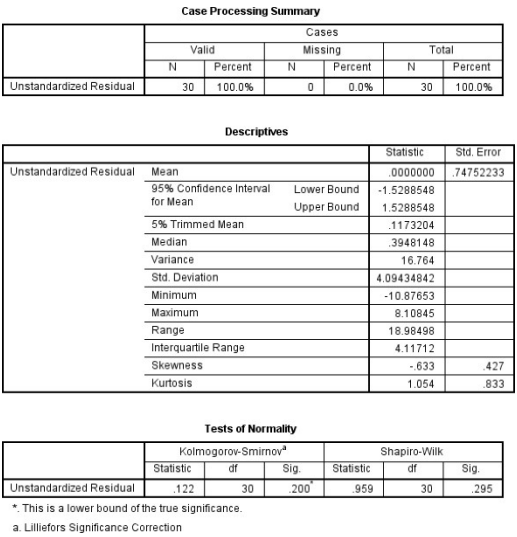 Case Processing Summary
Cases
Valid Missing Total
N Percent N Percent N Percent
Unstandardized Residual 30 100.0% 0 0.0% 30 100.0%
Descriptives
Statistic Std. Error
Unstandardized Residual Mean .0000000 .74752233
95% Confidence Interval for Mean Lower Bound -1.5288548
Upper Bound 1.5288548
5% Trimmed Mean .1173204
Median .3948148
Variance 16.764
Std. Deviation 4.09434842
Minimum -10.87653
Maximum 8.10845
Range 18.98498
Interquartile Range 4.11712
Skewness -.633 .427
Kurtosis 1.054 .833
Tests of Normality
Kolmogorov-Smirnov^a Shapiro-Wilk
Statistic df Sig. Statistic df Sig.
Unstandardized Residual .122 30 .200* .959 30 .295
*. This is a lower bound of the true significance.
a. Lilliefors Significance Correction